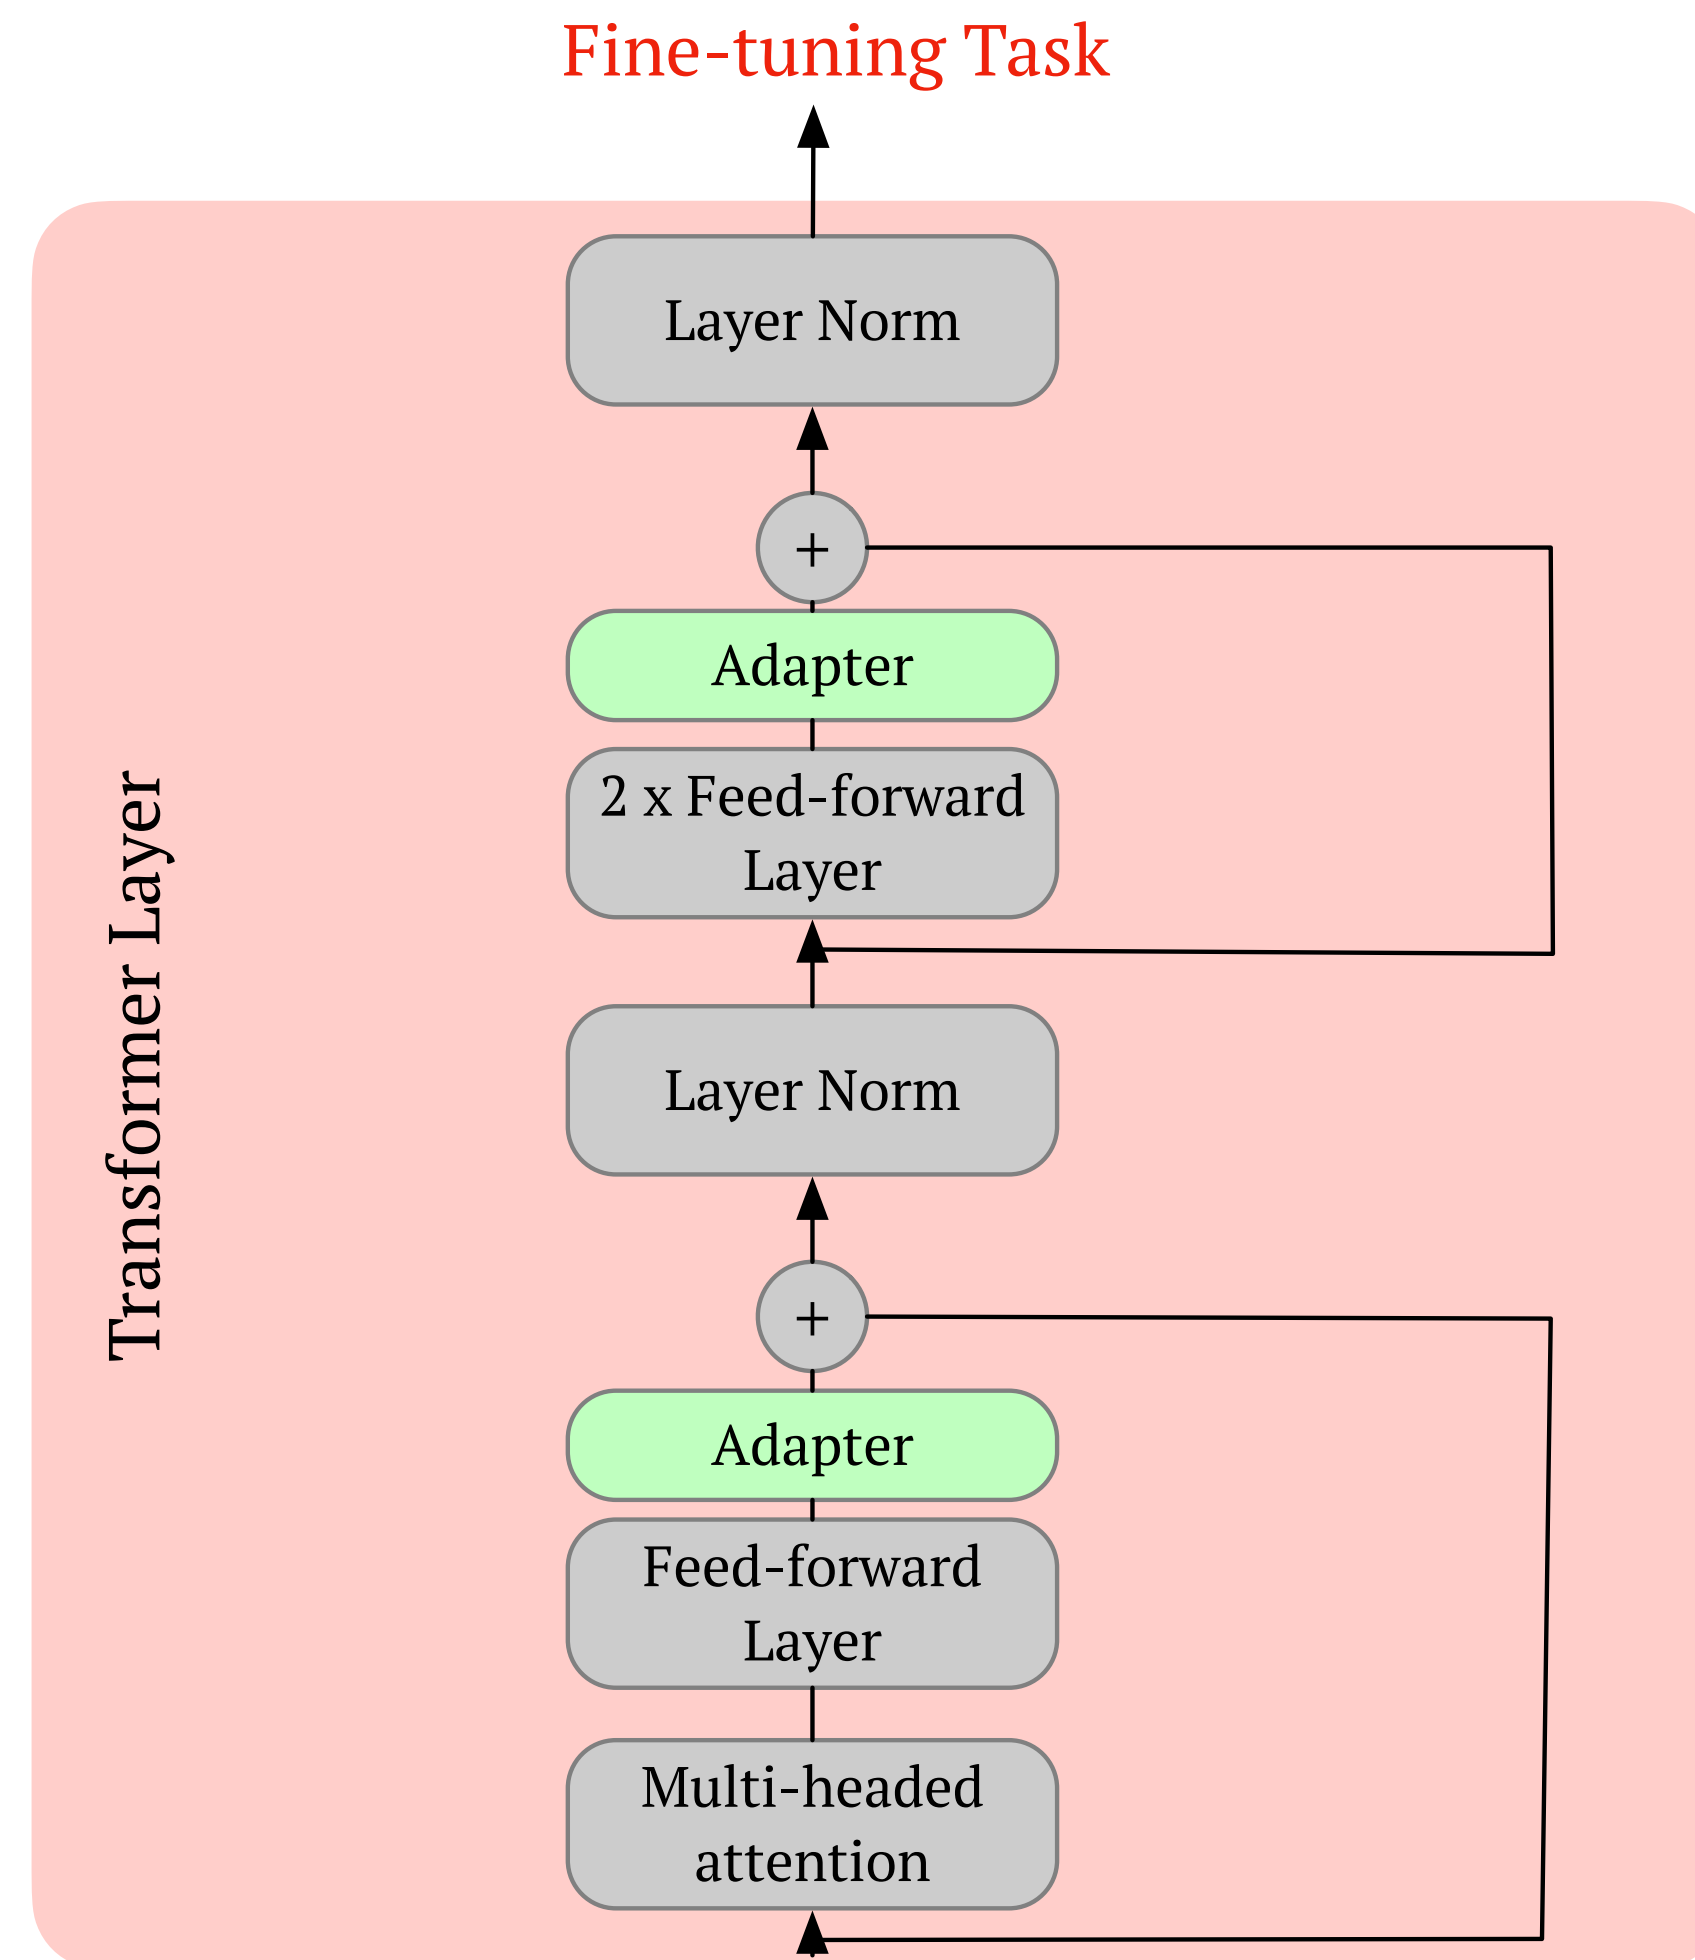 Fine-tuning Task
Layer Norm
+
Adapter
2 x Feed-forward
Layer
Transformer Layer
Layer Norm
+
Adapter
Feed-forward
Layer
Multi-headed
attention